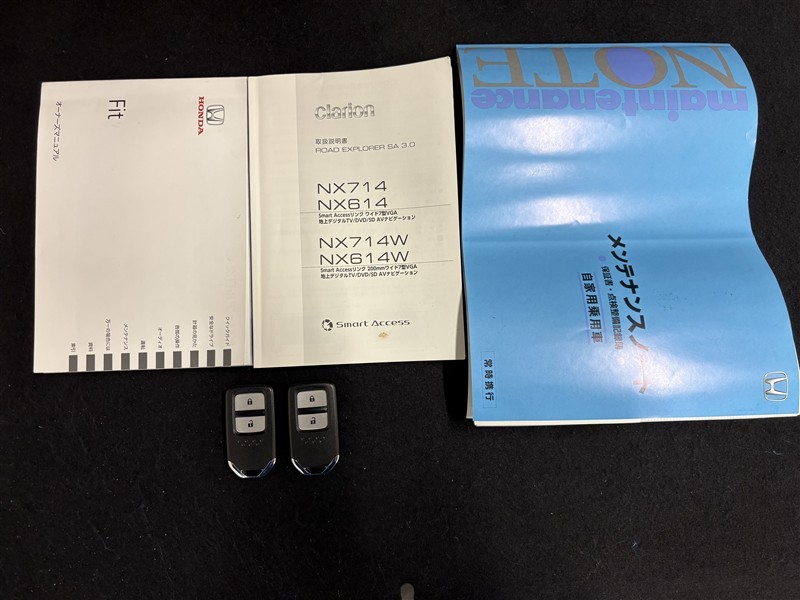 HONDA
Fit
オーナーズマニュアル
クイックガイド
安全なドライブ
計器の見かた
各部の操作
オーディオ
運転
メンテナンス
万一の場合には
資料
索引
clarion
取扱説明書
ROAD EXPLORER SA 3.0
NX714
NX614
Smart Accessリンク ワイド7型VGA
地上デジタルTV/DVD/SD AVナビゲーション
NX714W
NX614W
Smart Accessリンク 200mmワイド7型VGA
地上デジタルTV/DVD/SD AVナビゲーション
Smart Access
maintenance
NOTE
メンテナンスノート
保証書・点検整備記録簿
自家用乗用車
常時携行